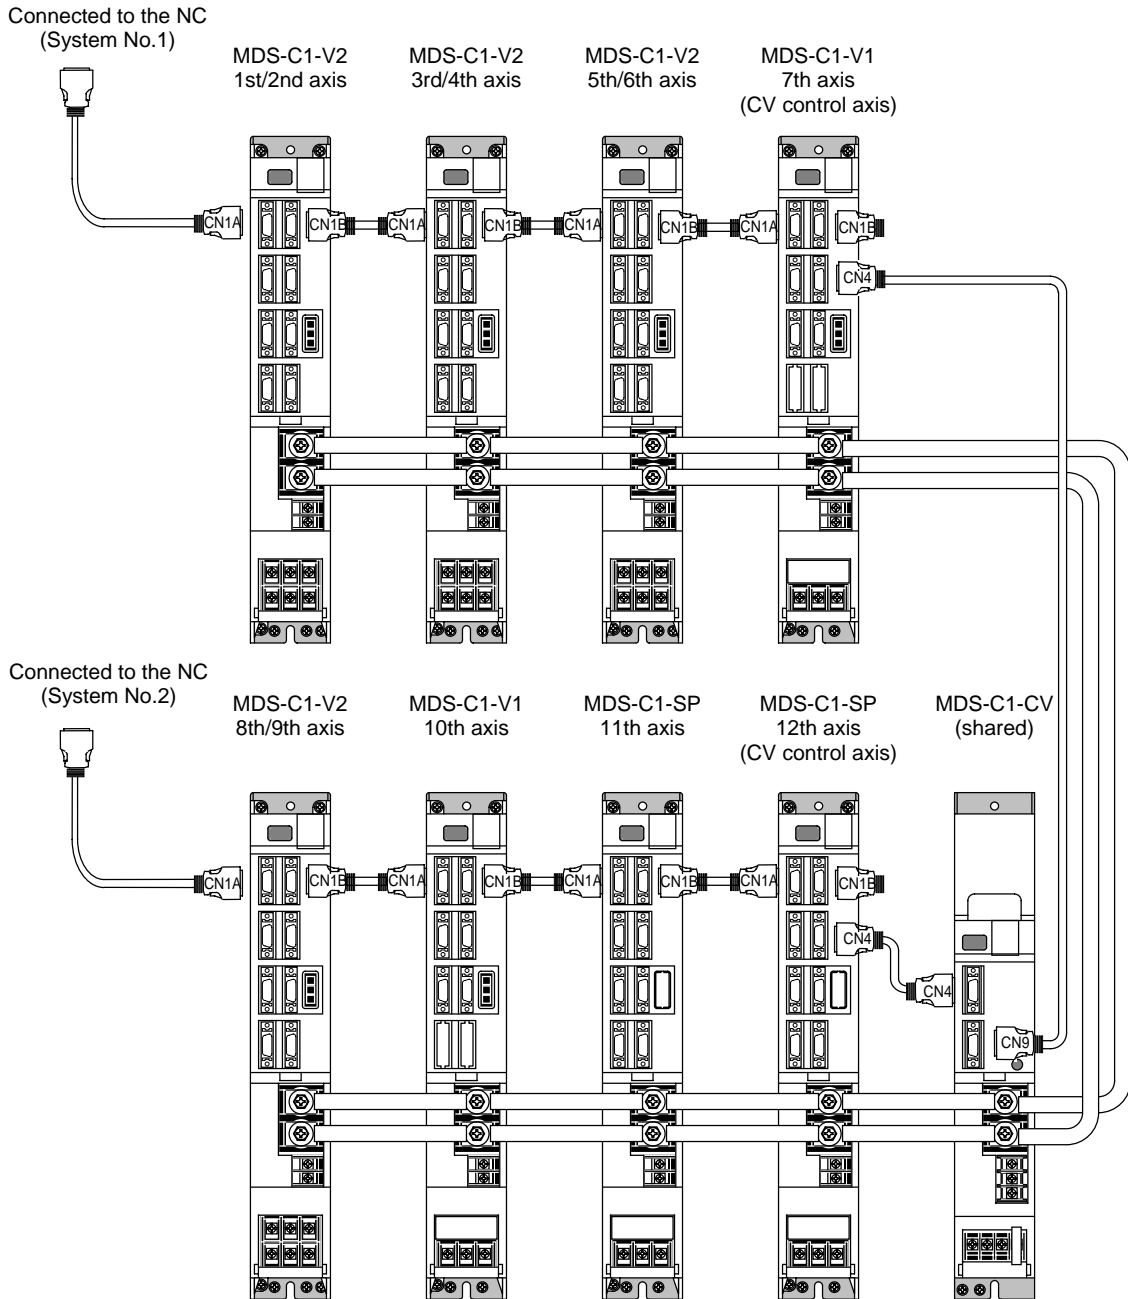 Connected to the NC
(System No.1)
MDS-C1-V2
1st/2nd axis
MDS-C1-V2
3rd/4th axis
MDS-C1-V2
5th/6th axis
MDS-C1-V1
7th axis
(CV control axis)
CN1A
CN1B
CN1A
CN1B
CN1A
CN1B
CN1A
CN1B
CN4
Connected to the NC
(System No.2)
MDS-C1-V2
8th/9th axis
MDS-C1-V1
10th axis
MDS-C1-SP
11th axis
MDS-C1-SP
12th axis
(CV control axis)
MDS-C1-CV
(shared)
CN1A
CN1B
CN1A
CN1B
CN1A
CN1B
CN1A
CN1B
CN4
CN4
CN9